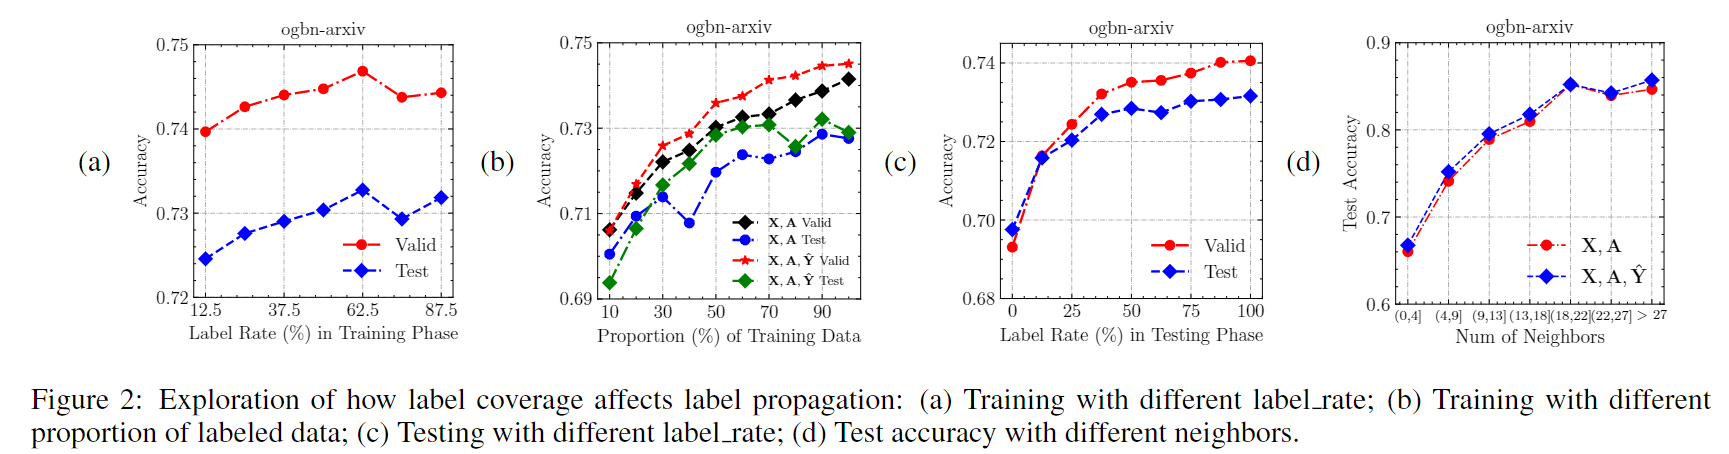 (a)
ogbn-arxiv
Accuracy
0.75
0.74
0.73
0.72
12.5 37.5 62.5 87.5
Label Rate (%) in Training Phase
Valid
Test
(b)
ogbn-arxiv
Accuracy
0.75
0.73
0.71
0.69
10 30 50 70 90
Proportion (%) of Training Data
X, A Valid
X, A Test
X, A, Ŷ Valid
X, A, Ŷ Test
(c)
ogbn-arxiv
Accuracy
0.74
0.72
0.70
0.68
0 25 50 75 100
Label Rate (%) in Testing Phase
Valid
Test
(d)
ogbn-arxiv
Test Accuracy
0.9
0.8
0.7
0.6
(0,4] (4,9] (9,13] (13,18] (18,22] (22,27] > 27
Num of Neighbors
X, A
X, A, Ŷ
Figure 2: Exploration of how label coverage affects label propagation: (a) Training with different label_rate; (b) Training with different
proportion of labeled data; (c) Testing with different label_rate; (d) Test accuracy with different neighbors.